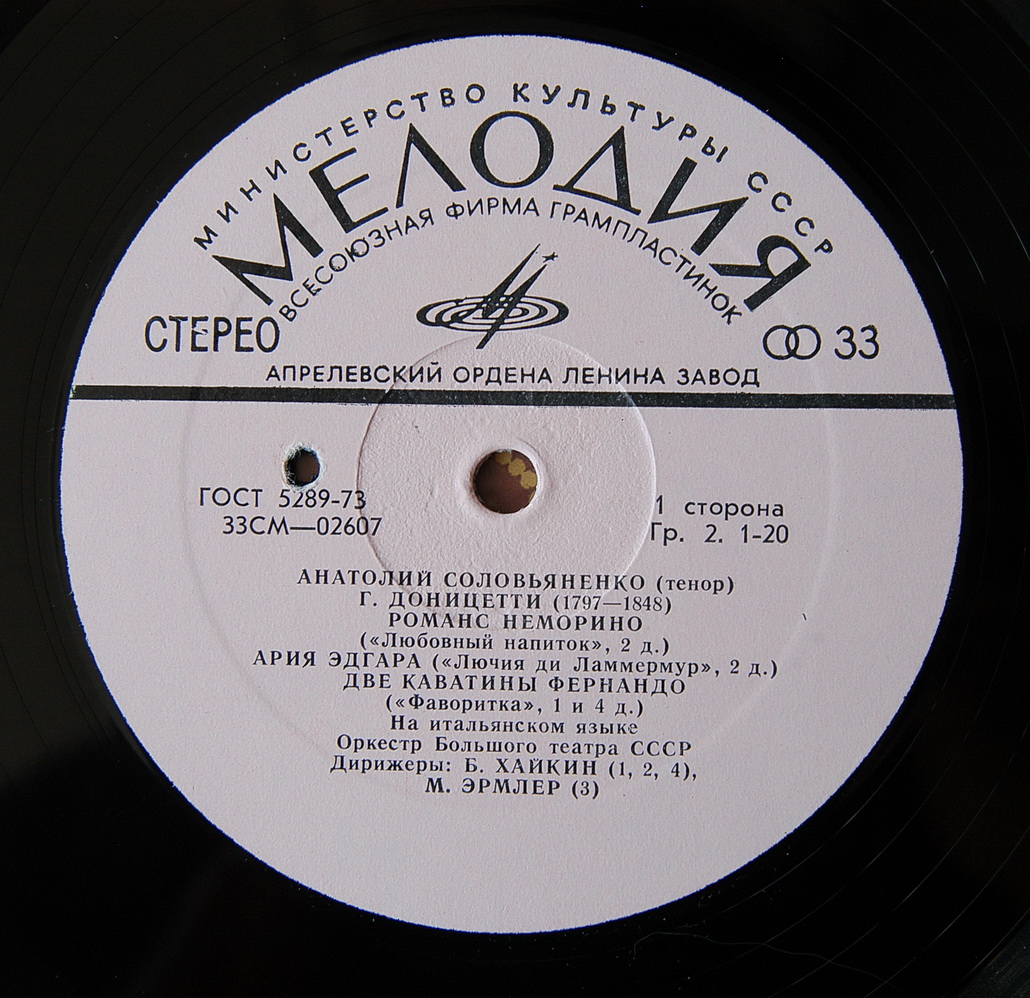 МИНИСТЕРСТВО КУЛЬТУРЫ СССР
МЕЛОДИЯ
ВСЕСОЮЗНАЯ ФИРМА ГРАМПЛАСТИНОК
СТЕРЕО
33
АПРЕЛЕВСКИЙ ОРДЕНА ЛЕНИНА ЗАВОД
ГОСТ 5289-73
1 сторона
33СМ—02607
Гр. 2. 1-20
АНАТОЛИЙ СОЛОВЬЯНЕНКО (тенор)
Г. ДОНИЦЕТТИ (1797—1848)
РОМАНС НЕМОРИНО
(«Любовный напиток», 2 д.)
АРИЯ ЭДГАРА («Лючия ди Ламмермур», 2 д.)
ДВЕ КАВАТИНЫ ФЕРНАНДО
(«Фаворитка», 1 и 4 д.)
На итальянском языке
Оркестр Большого театра СССР
Дирижеры: Б. ХАЙКИН (1, 2, 4),
М. ЭРМЛЕР (3)